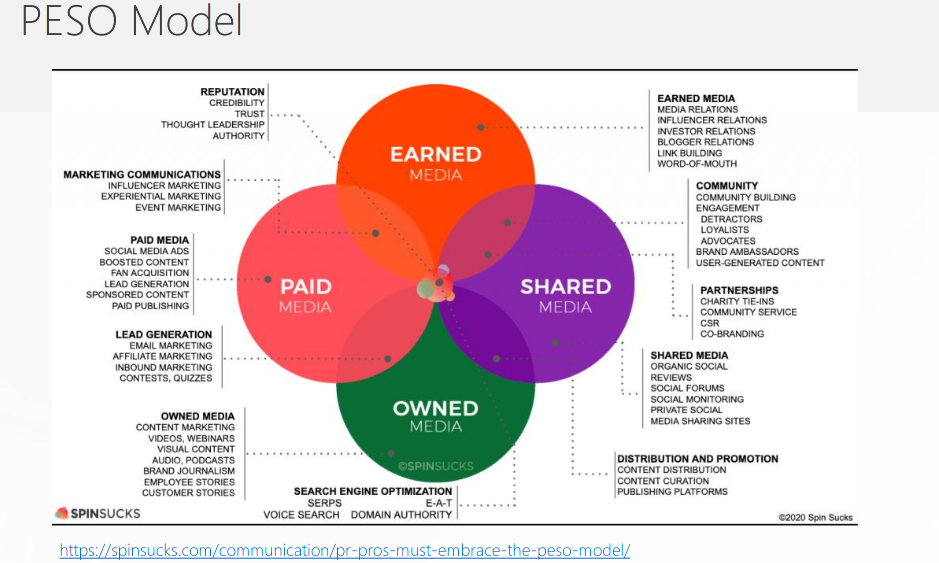 PESO Model
REPUTATION
CREDIBILITY
TRUST
THOUGHT LEADERSHIP
AUTHORITY
MARKETING COMMUNICATIONS
INFLUENCER MARKETING
EXPERIENTIAL MARKETING
EVENT MARKETING
PAID MEDIA
SOCIAL MEDIA ADS
BOOSTED CONTENT
FAN ACQUISITION
LEAD GENERATION
SPONSORED CONTENT
PAID PUBLISHING
LEAD GENERATION
EMAIL MARKETING
AFFILIATE MARKETING
INBOUND MARKETING
CONTESTS, QUIZZES
OWNED MEDIA
CONTENT MARKETING
VIDEOS, WEBINARS
VISUAL CONTENT
AUDIO, PODCASTS
BRAND JOURNALISM
EMPLOYEE STORIES
CUSTOMER STORIES
SEARCH ENGINE OPTIMIZATION
SERPS E-A-T
VOICE SEARCH DOMAIN AUTHORITY
EARNED
MEDIA
PAID
MEDIA
SHARED
MEDIA
OWNED
MEDIA
©SPINSUCKS
EARNED MEDIA
MEDIA RELATIONS
INFLUENCER RELATIONS
INVESTOR RELATIONS
BLOGGER RELATIONS
LINK BUILDING
WORD-OF-MOUTH
COMMUNITY
COMMUNITY BUILDING
ENGAGEMENT
DETRACTORS
LOYALISTS
ADVOCATES
BRAND AMBASSADORS
USER-GENERATED CONTENT
PARTNERSHIPS
CHARITY TIE-INS
COMMUNITY SERVICE
CSR
CO-BRANDING
SHARED MEDIA
ORGANIC SOCIAL
REVIEWS
SOCIAL FORUMS
SOCIAL MONITORING
PRIVATE SOCIAL
MEDIA SHARING SITES
DISTRIBUTION AND PROMOTION
CONTENT DISTRIBUTION
CONTENT CURATION
PUBLISHING PLATFORMS
SPINSUCKS
©2020 Spin Sucks
https://spinsucks.com/communication/pr-pros-must-embrace-the-peso-model/